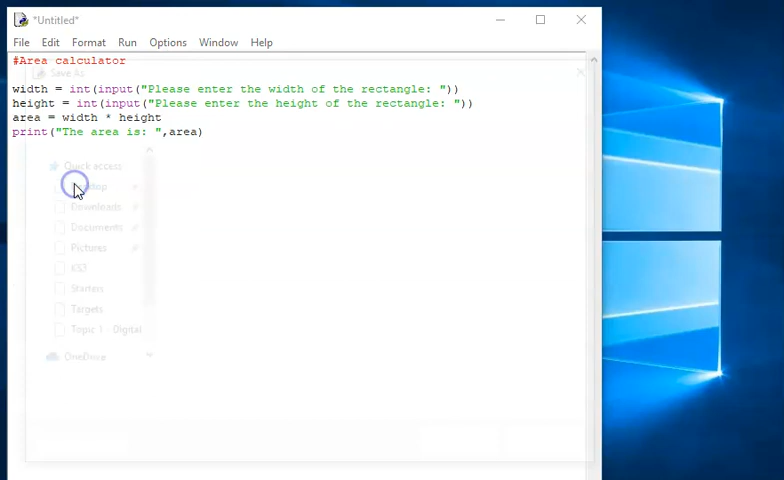 *Untitled*
File Edit Format Run Options Window Help
#Area calculator
Save As
width = int(input("Please enter the width of the rectangle: "))
height = int(input("Please enter the height of the rectangle: "))
area = width * height
print("The area is: ",area)
Quick access
Desktop
Downloads
Documents
Pictures
KS3
Starters
Targets
Topic 1 - Digital
OneDrive